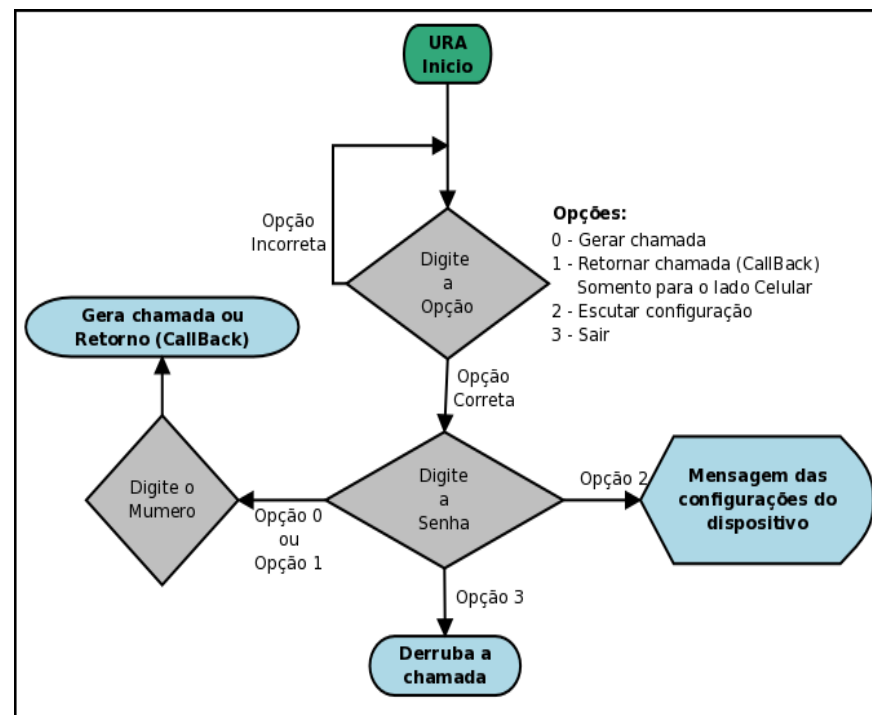 URA
Inicio
Opção
Incorreta
Digite
a
Opção
Opções:
0 - Gerar chamada
1 - Retornar chamada (CallBack)
Somento para o lado Celular
2 - Escutar configuração
3 - Sair
Gera chamada ou
Retorno (CallBack)
Opção
Correta
Digite o
Mumero
Opção 0
ou
Opção 1
Digite
a
Senha
Opção 2
Mensagem das
configurações do
dispositivo
Opção 3
Derruba a
chamada